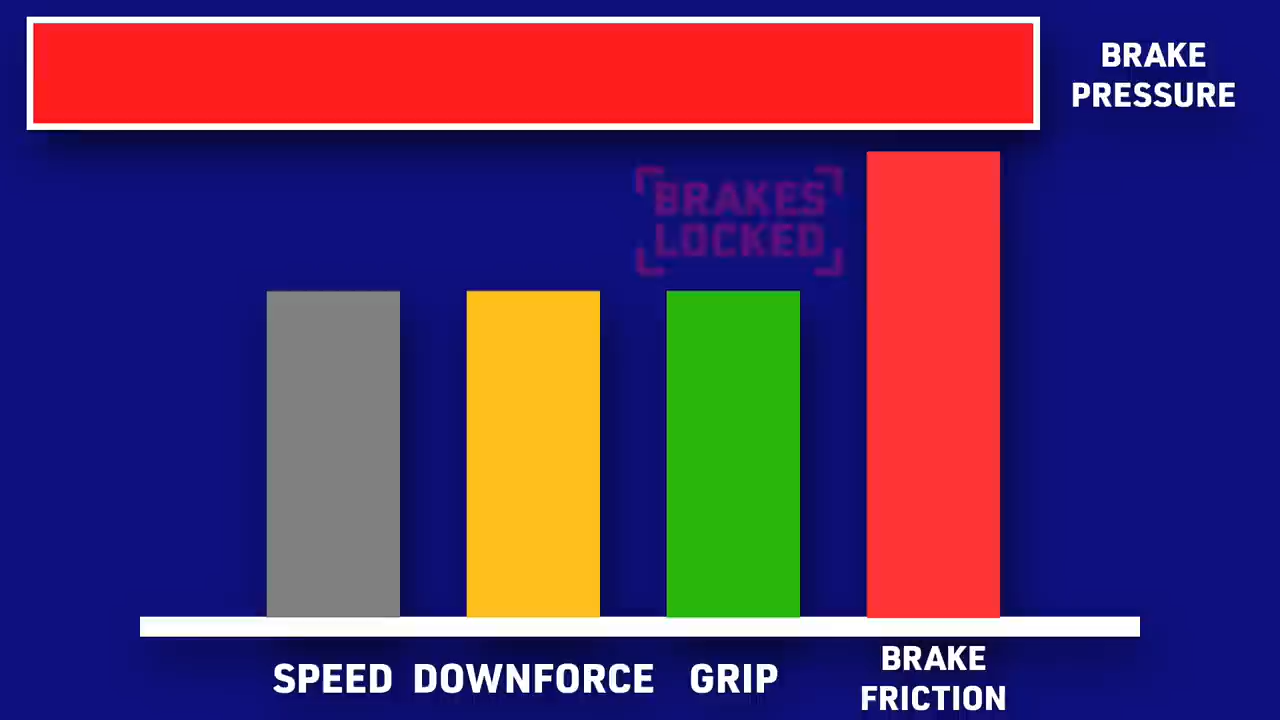 BRAKE
PRESSURE
BRAKES
LOCKED
SPEED
DOWNFORCE
GRIP
BRAKE
FRICTION